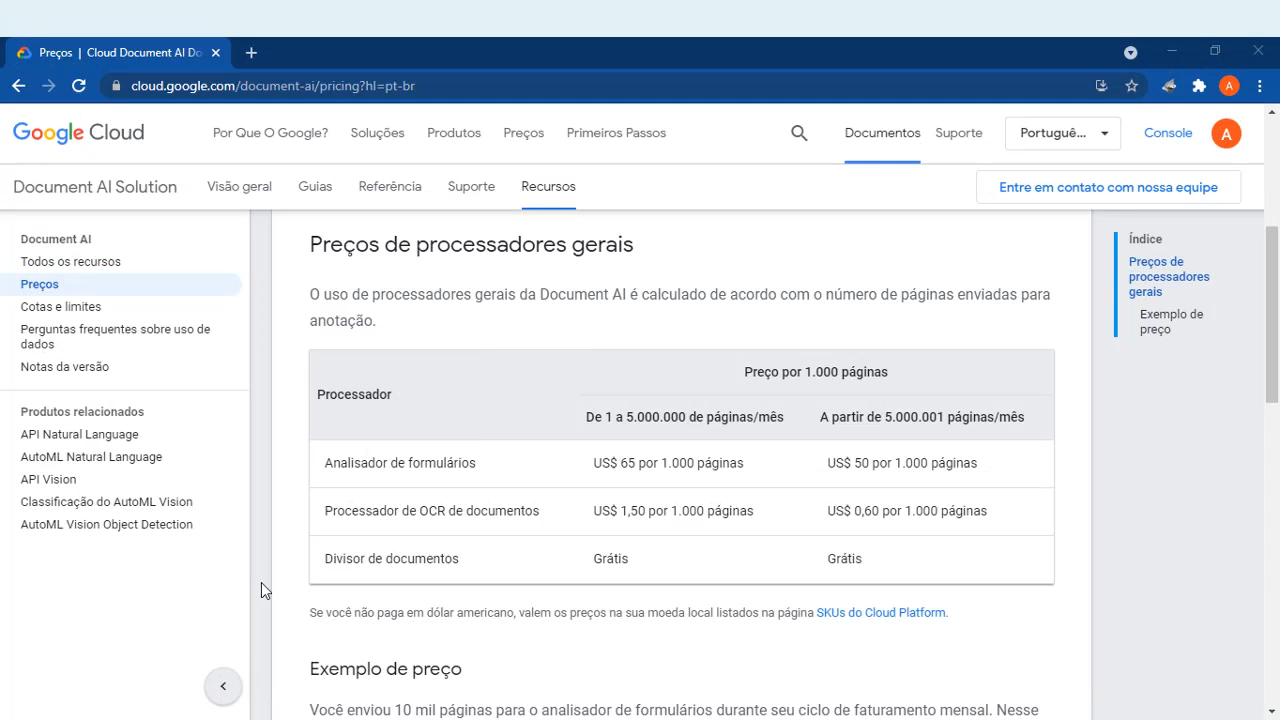 Preços | Cloud Document AI Do
cloud.google.com/document-ai/pricing?hl=pt-br
A
Google Cloud
Por Que O Google?
Soluções
Produtos
Preços
Primeiros Passos
Documentos
Suporte
Portuguê...
Console
A
Document AI Solution
Visão geral
Guias
Referência
Suporte
Recursos
Entre em contato com nossa equipe
Document AI
Todos os recursos
Preços
Cotas e limites
Perguntas frequentes sobre uso de
dados
Notas da versão
Produtos relacionados
API Natural Language
AutoML Natural Language
API Vision
Classificação do AutoML Vision
AutoML Vision Object Detection
Preços de processadores gerais
O uso de processadores gerais da Document AI é calculado de acordo com o número de páginas enviadas para
anotação.
Processador
Preço por 1.000 páginas
De 1 a 5.000.000 de páginas/mês
A partir de 5.000.001 páginas/mês
Analisador de formulários
US$ 65 por 1.000 páginas
US$ 50 por 1.000 páginas
Processador de OCR de documentos
US$ 1,50 por 1.000 páginas
US$ 0,60 por 1.000 páginas
Divisor de documentos
Grátis
Grátis
Se você não paga em dólar americano, valem os preços na sua moeda local listados na página SKUs do Cloud Platform.
Exemplo de preço
Você enviou 10 mil páginas para o analisador de formulários durante seu ciclo de faturamento mensal. Nesse
Índice
Preços de
processadores
gerais
Exemplo de
preço